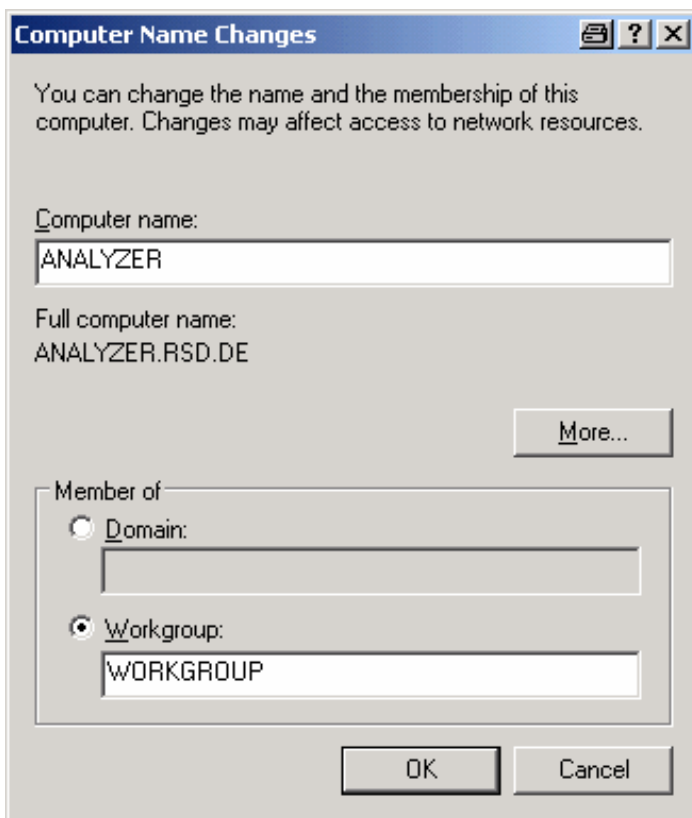 Computer Name Changes
You can change the name and the membership of this
computer. Changes may affect access to network resources.
Computer name:
ANALYZER
Full computer name:
ANALYZER.RSD.DE
More...
Member of
Domain:
Workgroup:
WORKGROUP
OK Cancel